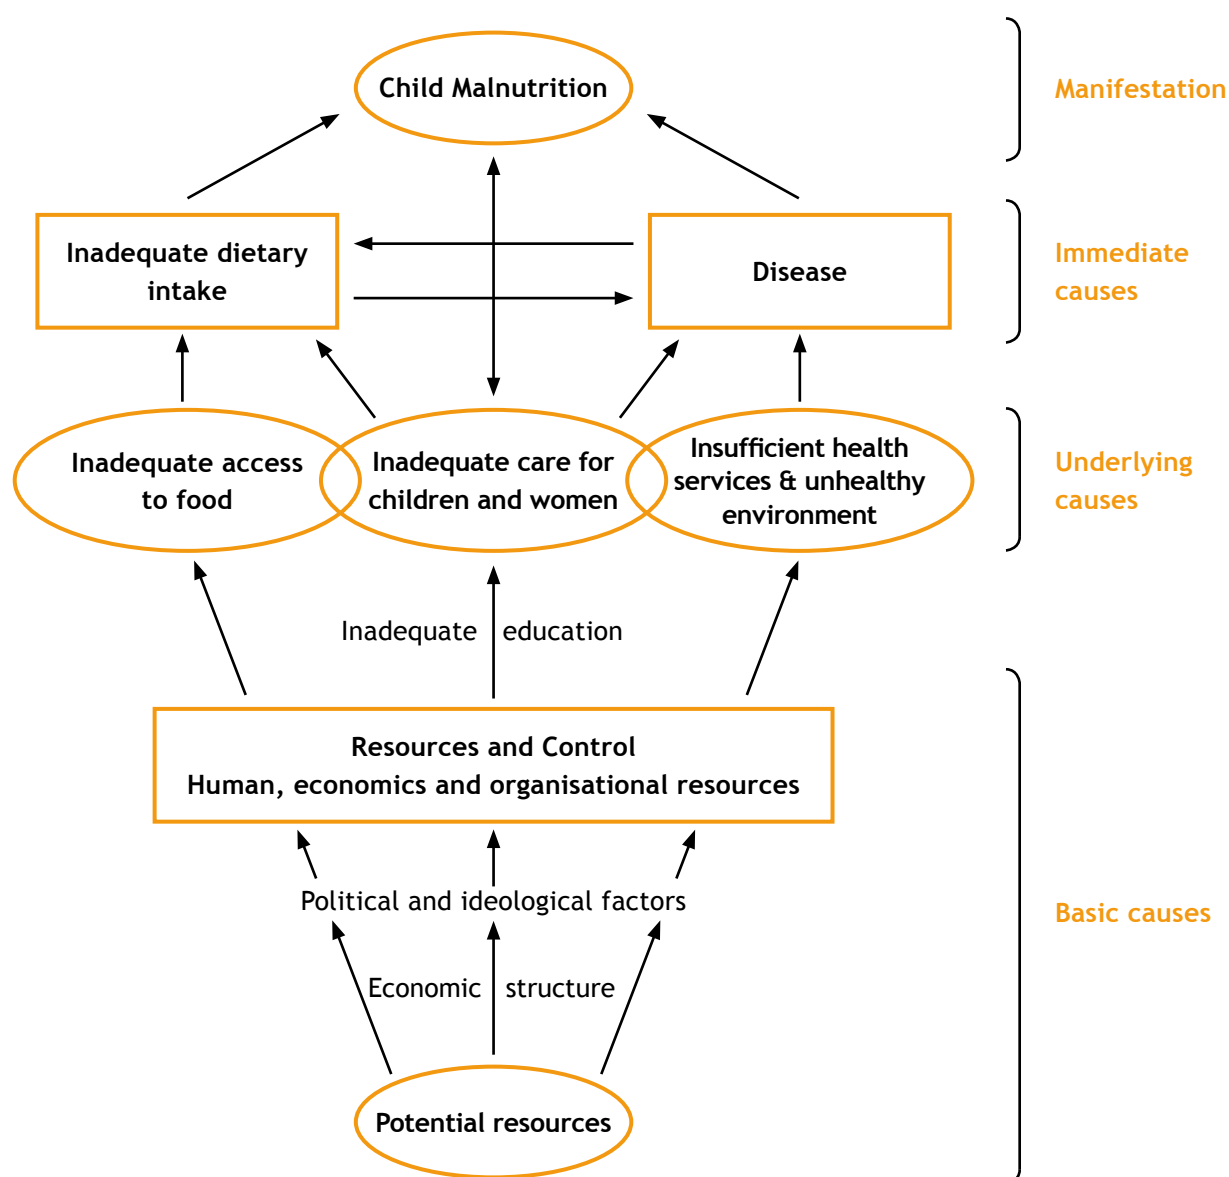 Child Malnutrition
Manifestation
Inadequate dietary
intake
Disease
Immediate
causes
Inadequate access
to food
Inadequate care for
children and women
Insufficient health
services & unhealthy
environment
Underlying
causes
Inadequate education
Resources and Control
Human, economics and organisational resources
Political and ideological factors
Economic structure
Basic causes
Potential resources